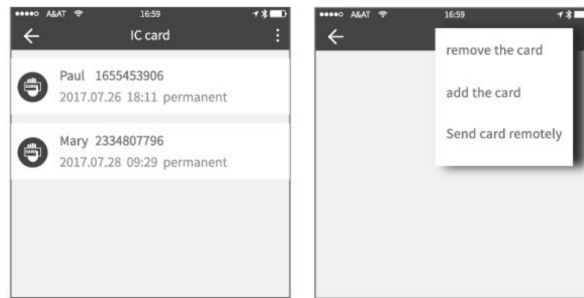 A&AT 16:59
IC card
Paul 1655453906
2017.07.26 18:11 permanent
Mary 2334807796
2017.07.28 09:29 permanent
A&AT 16:59
remove the card
add the card
Send card remotely